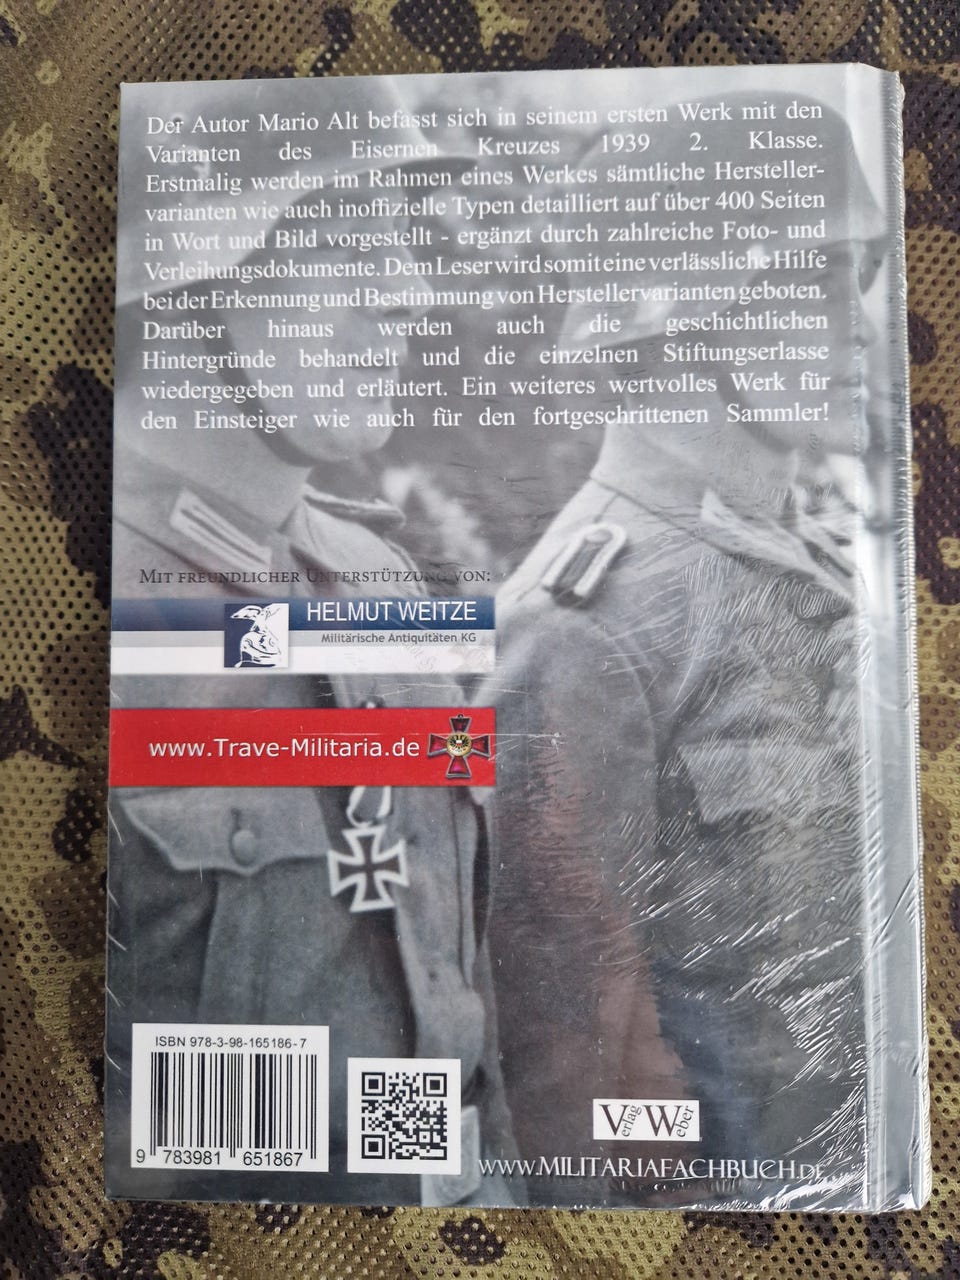 Der Autor Mario Alt befasst sich in seinem ersten Werk mit den
Varianten des Eisernen Kreuzes 1939 2. Klasse.
Erstmalig werden im Rahmen eines Werkes sämtliche Hersteller-
varianten wie auch inoffizielle Typen detailliert auf über 400 Seiten
in Wort und Bild vorgestellt - ergänzt durch zahlreiche Foto- und
Verleihungsdokumente. Dem Leser wird somit eine verlässliche Hilfe
bei der Erkennung und Bestimmung von Herstellervarianten geboten.
Darüber hinaus werden auch die geschichtlichen
Hintergründe behandelt und die einzelnen Stiftungserlasse
wiedergegeben und erläutert. Ein weiteres wertvolles Werk für
den Einsteiger wie auch für den fortgeschrittenen Sammler!
MIT FREUNDLICHER UNTERSTÜTZUNG VON:
HELMUT WEITZE
Militärische Antiquitäten KG
www.Trave-Militaria.de
ISBN 978-3-98-165186-7
9 783981 651867
Verlag Weber
WWW.MILITARIAFACHBUCH.DE